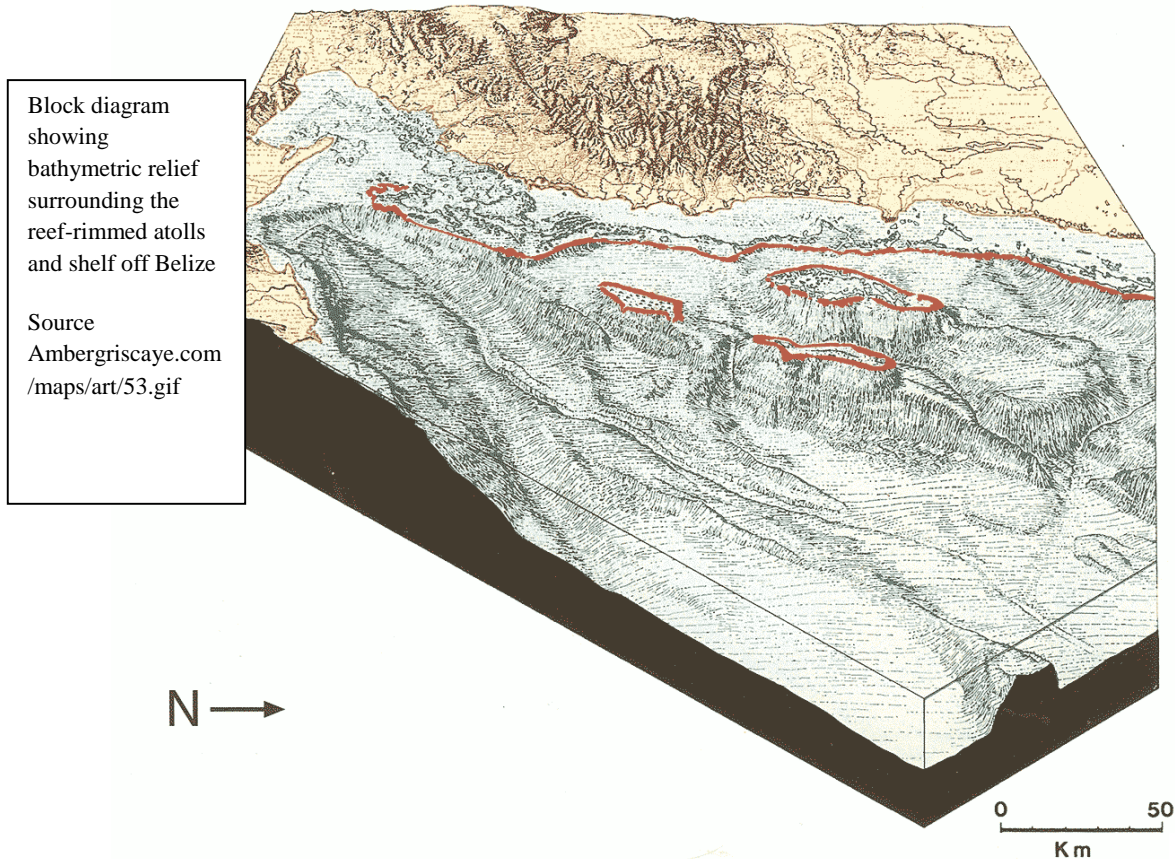 Block diagram
showing
bathymetric relief
surrounding the
reef-rimmed atolls
and shelf off Belize
Source
Ambergriscaye.com
/maps/art/53.gif
N
0 50
Km